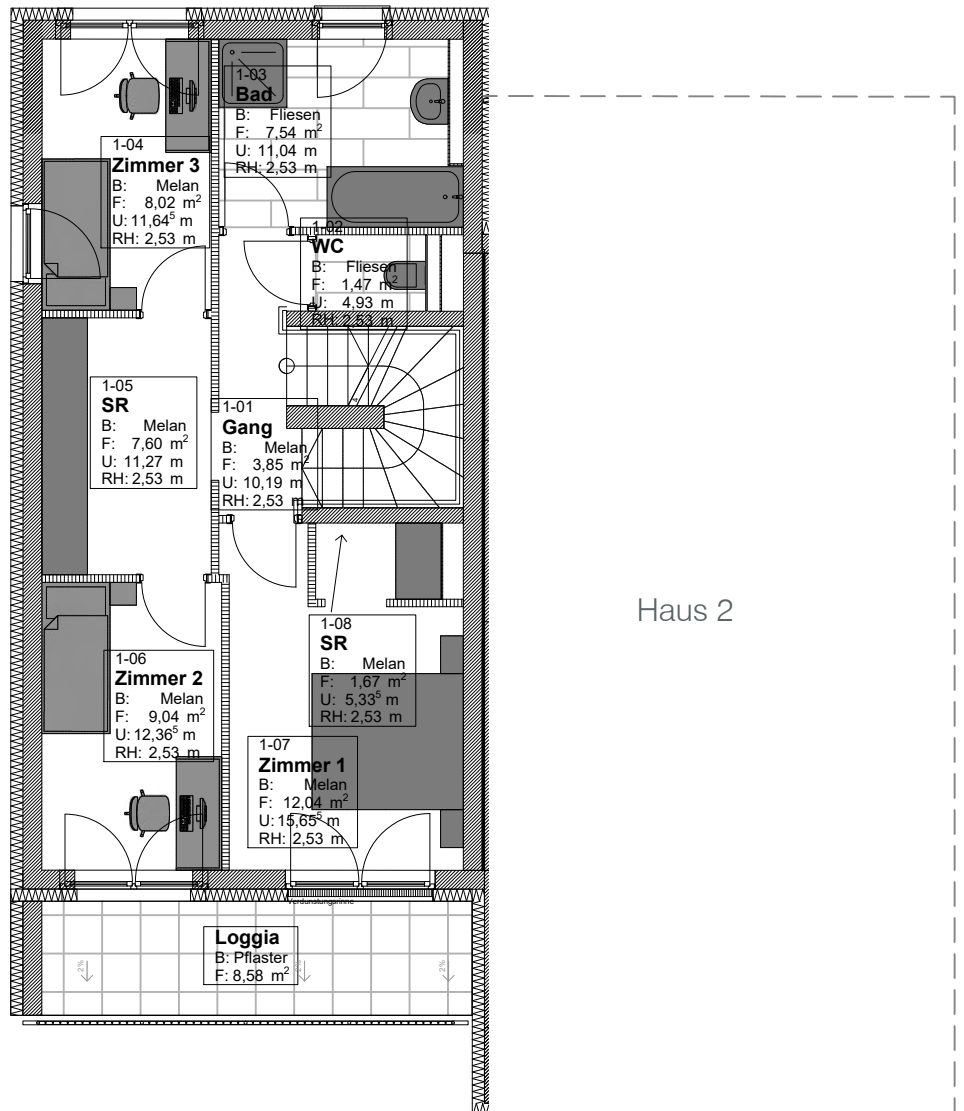 1-03
Bad
B: Fliesen
F: 7,54 m²
U: 11,04 m
RH: 2,53 m
1-04
Zimmer 3
B: Melan
F: 8,02 m²
U: 11,64⁵ m
RH: 2,53 m
1-02
WC
B: Fliesen
F: 1,47 m²
U: 4,93 m
RH: 2,53 m
1-05
SR
B: Melan
F: 7,60 m²
U: 11,27 m
RH: 2,53 m
1-01
Gang
B: Melan
F: 3,85 m²
U: 10,19 m
RH: 2,53 m
Haus 2
1-08
SR
B: Melan
F: 1,67 m²
U: 5,33⁵ m
RH: 2,53 m
1-06
Zimmer 2
B: Melan
F: 9,04 m²
U: 12,36⁵ m
RH: 2,53 m
1-07
Zimmer 1
B: Melan
F: 12,04 m²
U: 15,65⁵ m
RH: 2,53 m
Verdunstungsrinne
Loggia
B: Pflaster
F: 8,58 m²
2%
2%
2%